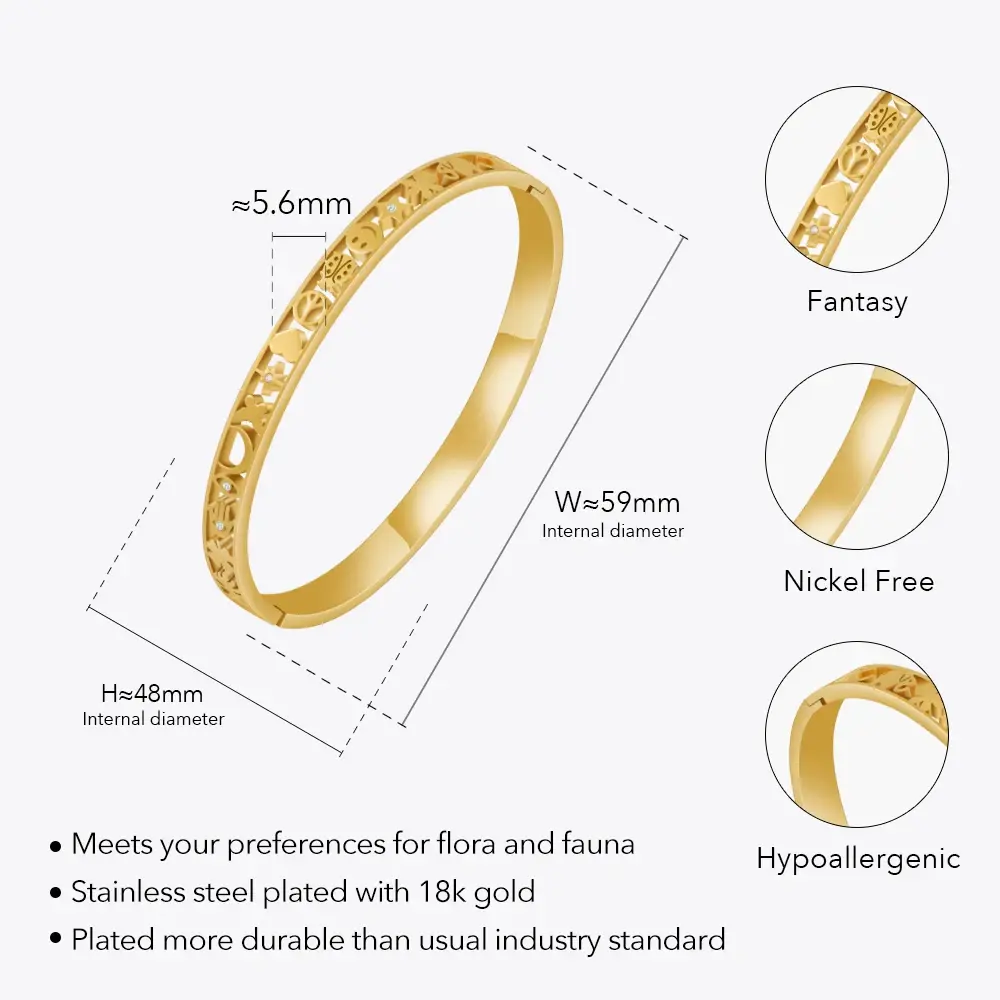 ≈5.6mm
Fantasy
W≈59mm
Internal diameter
Nickel Free
H≈48mm
Internal diameter
Hypoallergenic
• Meets your preferences for flora and fauna
• Stainless steel plated with 18k gold
• Plated more durable than usual industry standard